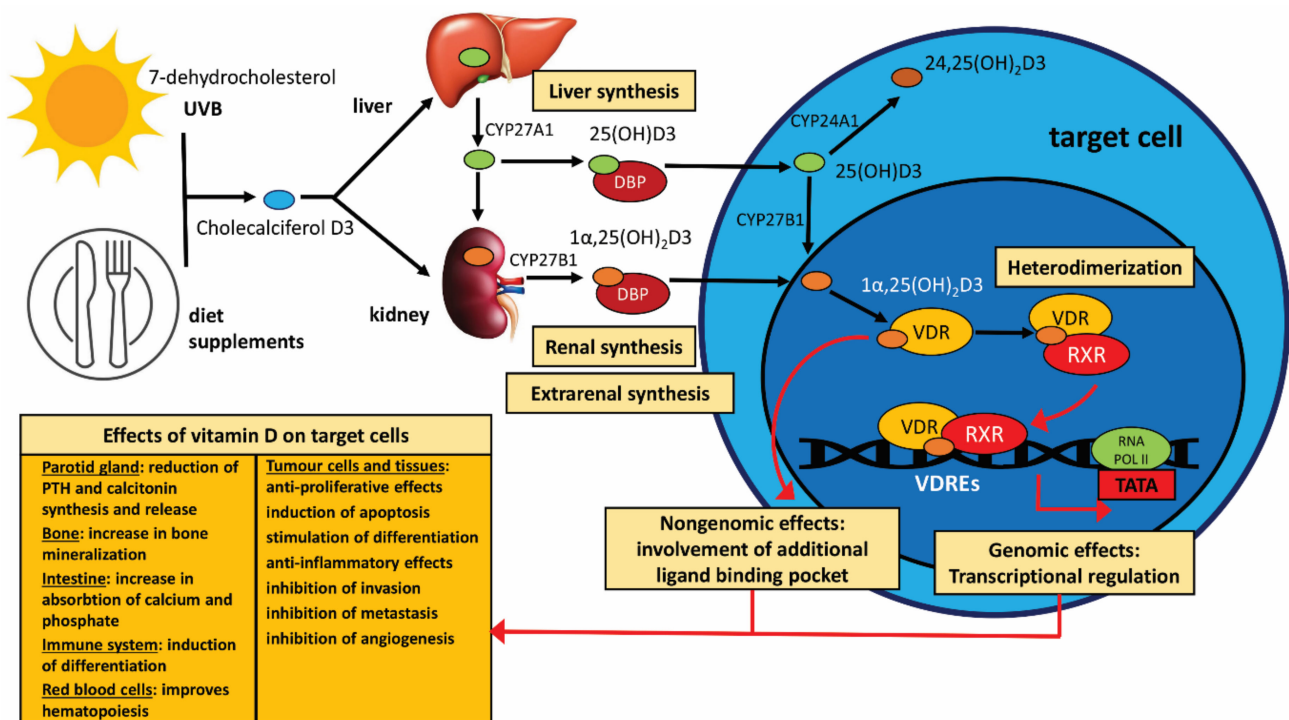 7-dehydrocholesterol
UVB
liver
Liver synthesis
CYP27A1
25(OH)D3
DBP
Cholecalciferol D3
diet
supplements
kidney
CYP27B1
1α,25(OH)₂D3
DBP
Renal synthesis
Extrarenal synthesis
24,25(OH)₂D3
CYP24A1
target cell
25(OH)D3
CYP27B1
Heterodimerization
1α,25(OH)₂D3
VDR
VDR
RXR
VDR
RXR
VDREs
RNA
POL II
TATA
Nongenomic effects:
involvement of additional
ligand binding pocket
Genomic effects:
Transcriptional regulation
Effects of vitamin D on target cells
Parotid gland: reduction of
PTH and calcitonin
synthesis and release
Bone: increase in bone
mineralization
Intestine: increase in
absorbtion of calcium and
phosphate
Immune system: induction
of differentiation
Red blood cells: improves
hematopoiesis
Tumour cells and tissues:
anti-proliferative effects
induction of apoptosis
stimulation of differentiation
anti-inflammatory effects
inhibition of invasion
inhibition of metastasis
inhibition of angiogenesis